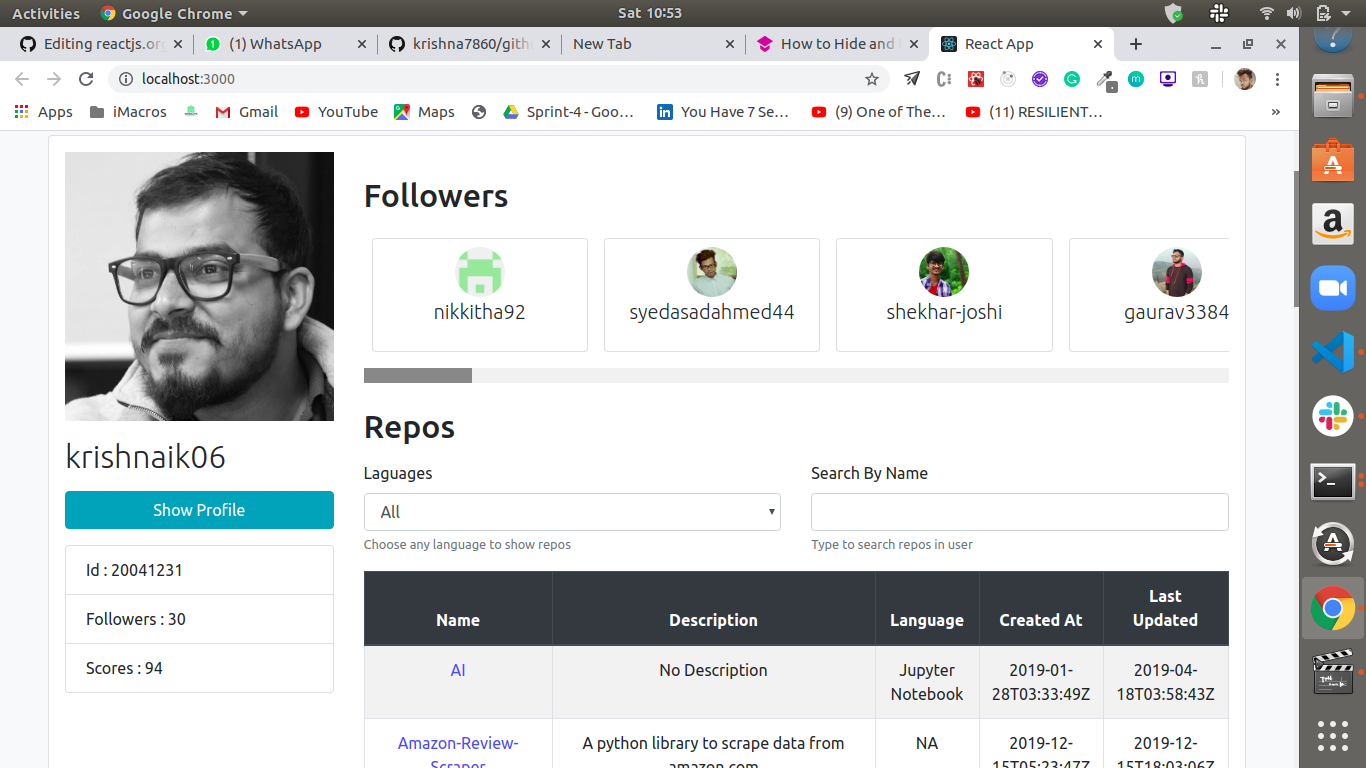 Activities
Google Chrome
Sat 10:53
Editing reactjs.or
(1) WhatsApp
krishna7860/gith
New Tab
How to Hide and
React App
localhost:3000
Apps
iMacros
Gmail
YouTube
Maps
Sprint-4 - Goo…
You Have 7 Se…
(9) One of The…
(11) RESILIENT…
»
Followers
nikkitha92
syedasadahmed44
shekhar-joshi
gaurav3384
krishnaik06
Show Profile
Id : 20041231
Followers : 30
Scores : 94
Repos
Laguages
All
Choose any language to show repos
Search By Name
Type to search repos in user
Name
Description
Language
Created At
Last
Updated
AI
No Description
Jupyter
Notebook
2019-01-
28T03:33:49Z
2019-04-
18T03:58:43Z
Amazon-Review-
Scraper
A python library to scrape data from
amazon.com
NA
2019-12-
15T05:23:47Z
2019-12-
15T18:03:06Z